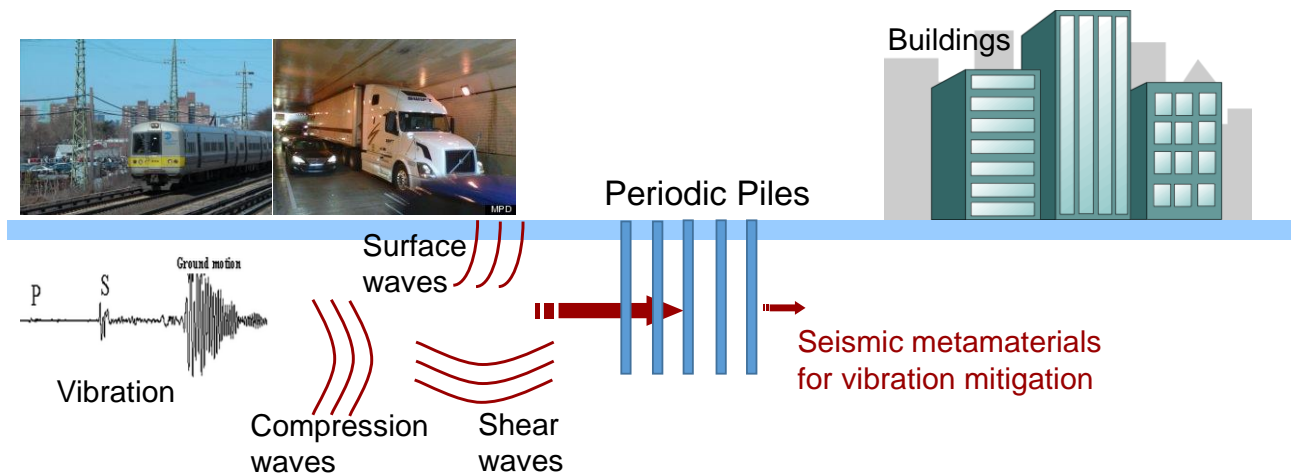 Buildings
MPD
Periodic Piles
Surface
waves
Ground motion
P
S
Vibration
Compression
waves
Shear
waves
Seismic metamaterials
for vibration mitigation